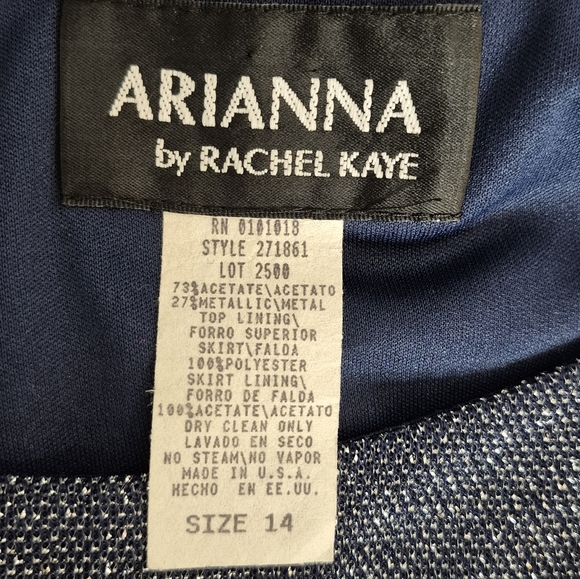 ARIANNA
by RACHEL KAYE
RN 0101018
STYLE 271861
LOT 2500
73%ACETATE\ACETATO
27%METALLIC\METAL
TOP LINING\
FORRO SUPERIOR
SKIRT\FALDA
100%POLYESTER
SKIRT LINING\
FORRO DE FALDA
100%ACETATE\ACETATO
DRY CLEAN ONLY
LAVADO EN SECO
NO STEAM\NO VAPOR
MADE IN U.S.A.
HECHO EN EE.UU.
SIZE 14